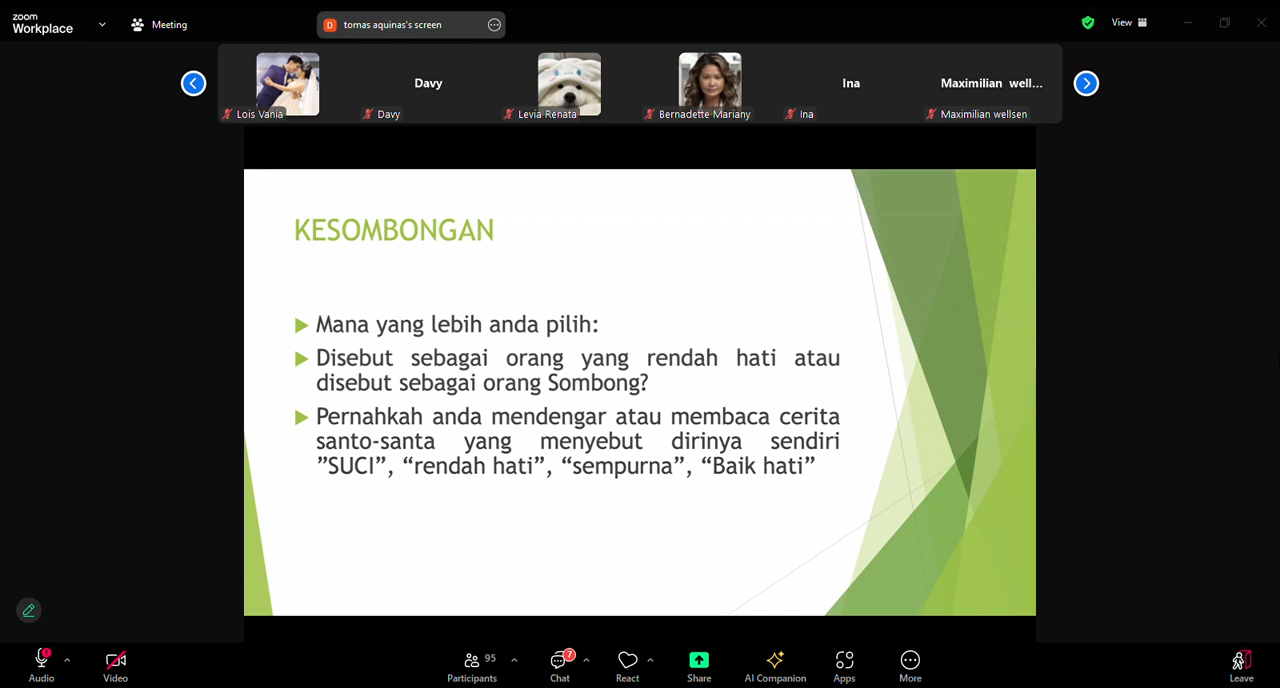 zoom
Workplace
Meeting
D
tomas aquinas's screen
View
Davy
Ina
Maximilian well...
Lois Vania
Davy
Levia Renata
Bernadette Mariany
Ina
Maximilian wellsen
KESOMBONGAN
Mana yang lebih anda pilih:
Disebut sebagai orang yang rendah hati atau
disebut sebagai orang Sombong?
Pernahkah anda mendengar atau membaca cerita
santo-santa yang menyebut dirinya sendiri
”SUCI”, “rendah hati”, “sempurna”, “Baik hati”
95
7
Audio
Video
Participants
Chat
React
Share
AI Companion
Apps
More
Leave